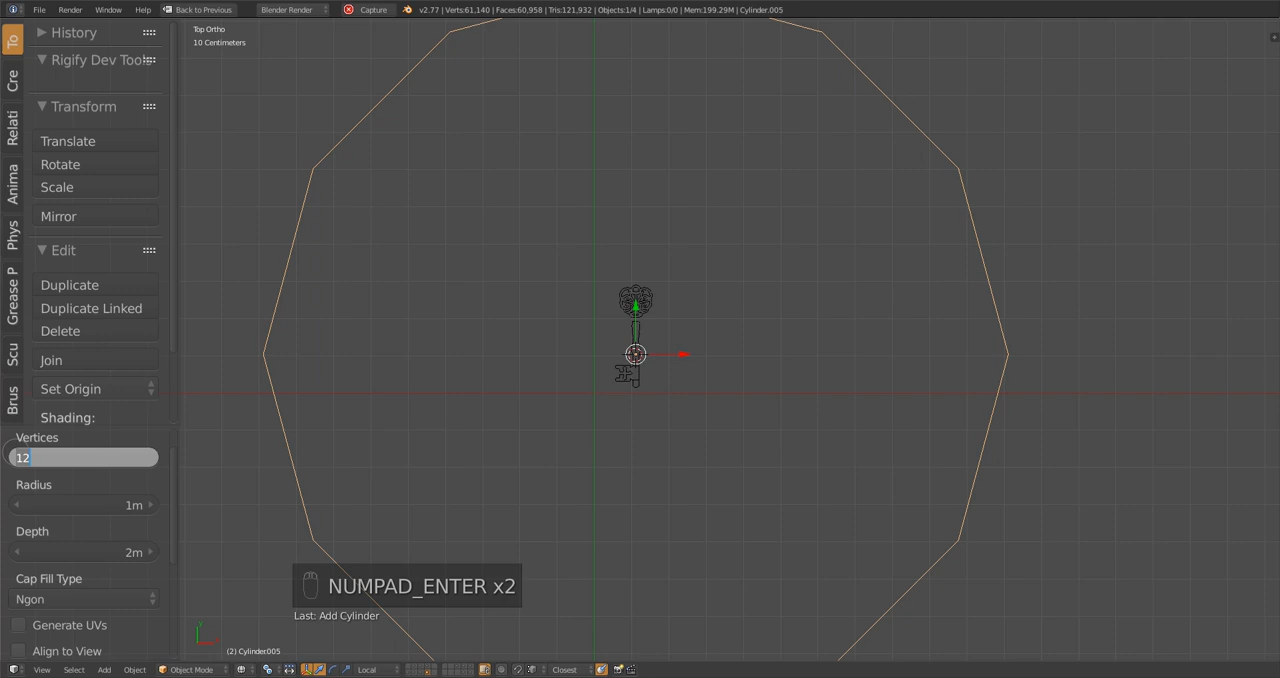 File Render Window Help Back to Previous Blender Render Capture v2.77 | Verts:61,140 | Faces:60,958 | Tris:121,932 | Objects:1/4 | Lamps:0/0 | Mem:199.29M | Cylinder.005
Top Ortho
10 Centimeters
To
Cre
Relati
Anima
Phys
Grease P
Scu
Brus
History
Rigify Dev Tools
Transform
Translate
Rotate
Scale
Mirror
Edit
Duplicate
Duplicate Linked
Delete
Join
Set Origin
Shading:
Vertices
12
Radius
1m
Depth
2m
Cap Fill Type
Ngon
Generate UVs
Align to View
NUMPAD_ENTER x2
Last: Add Cylinder
Y
(2) Cylinder005
View Select Add Object Object Mode Local Closest